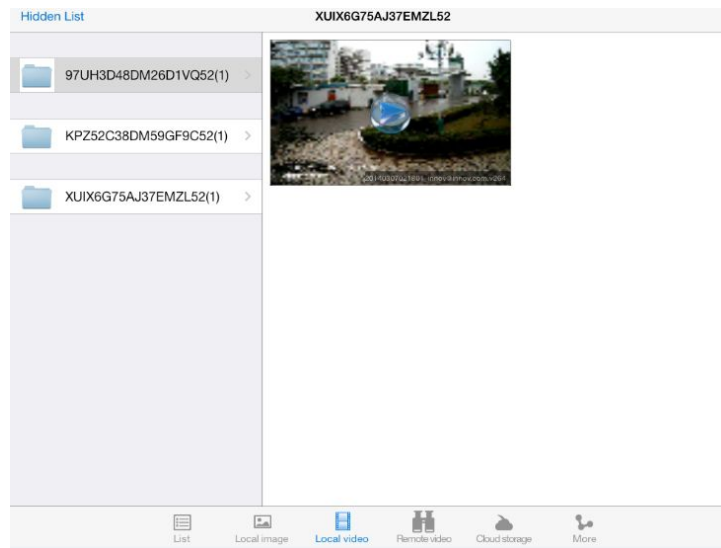 Hidden List
XUIX6G75AJ37EMZL52
97UH3D48DM26D1VQ52(1)
KPZ52C38DM59GF9C52(1)
XUIX6G75AJ37EMZL52(1)
List
Local image
Local video
Remote video
Cloud storage
More